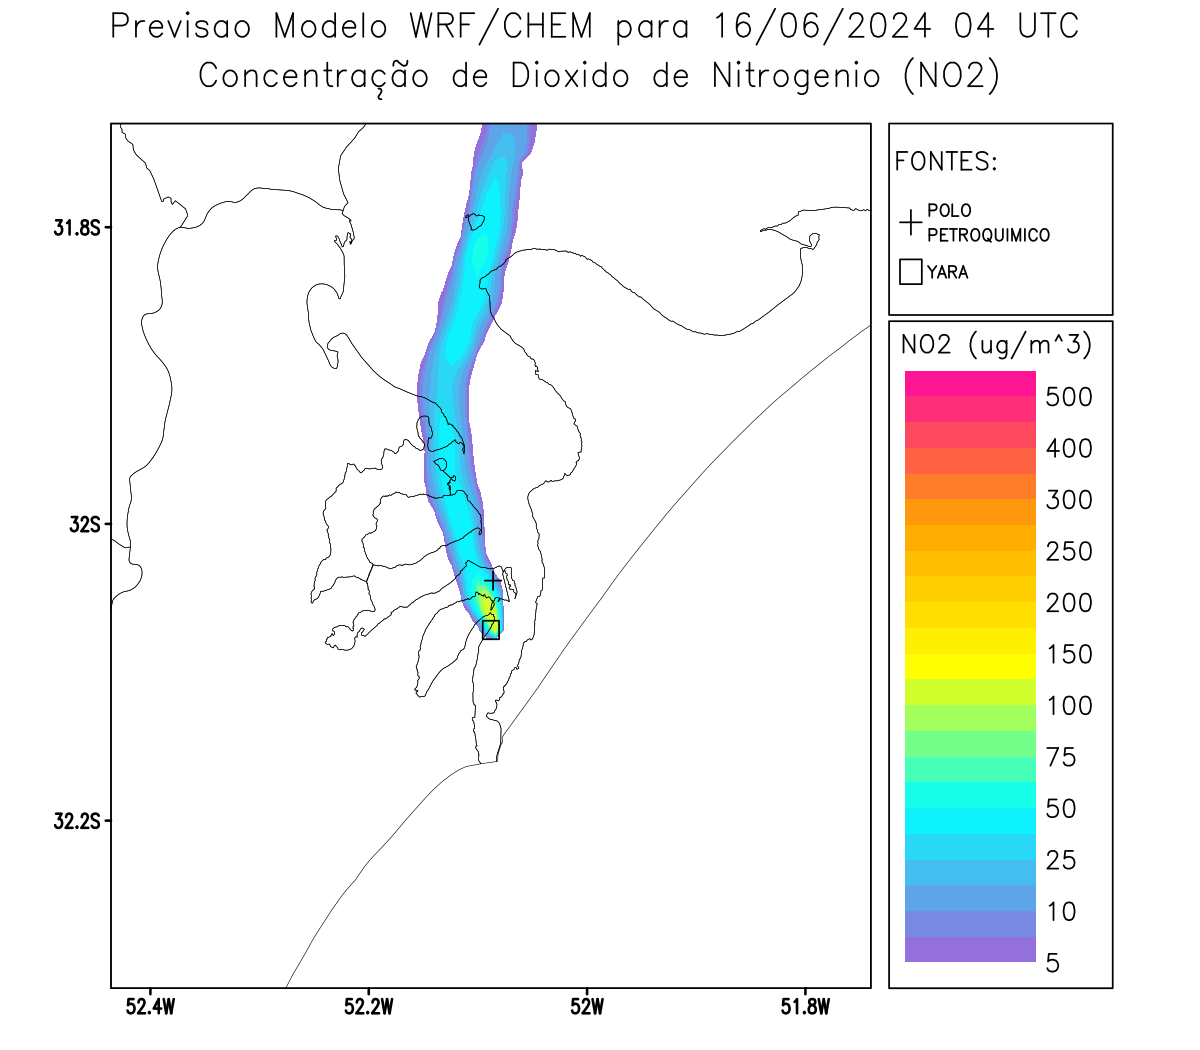 Previsao Modelo WRF/CHEM para 16/06/2024 04 UTC
Concentração de Dioxido de Nitrogenio (NO2)
FONTES:
POLO
PETROQUIMICO
YARA
NO2 (ug/m^3)
500
400
300
250
200
150
100
75
50
25
10
5
31.8S
32S
32.2S
52.4W
52.2W
52W
51.8W